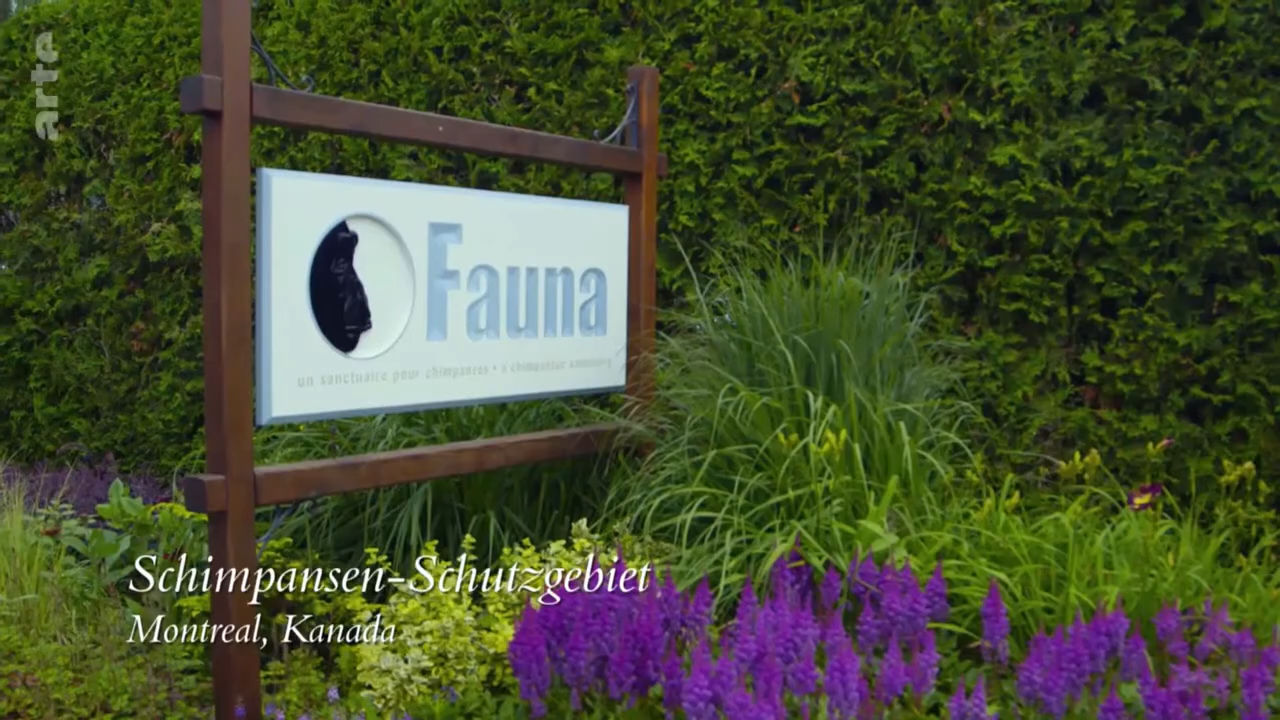 arte
Fauna
un sanctuaire pour chimpanzés • a chimpanzee sanctuary
Schimpansen-Schutzgebiet
Montreal, Kanada